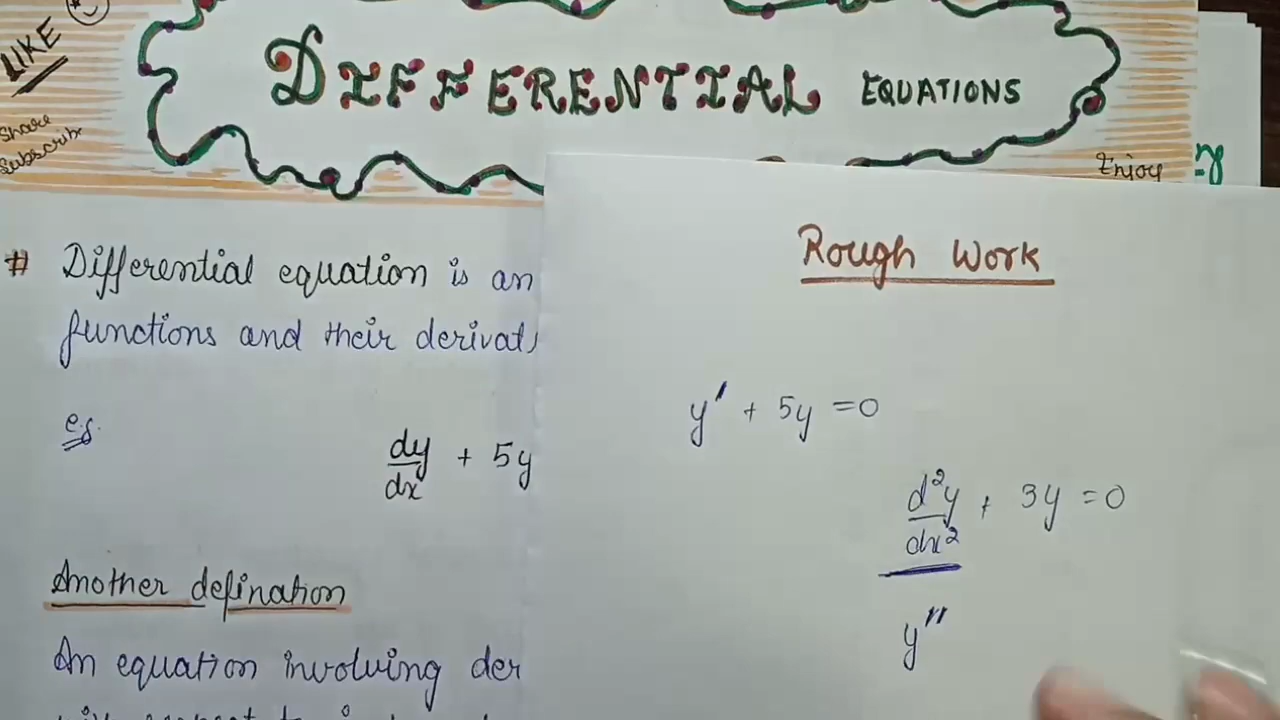 LIKE
Share
Subscribe
DIFFERENTIAL EQUATIONS
Enjoy
# Differential equation is an
functions and their derivat
e.g.
dy/dx + 5y
Another defination
An equation involving der
Rough Work
y' + 5y = 0
d²y/dx² + 3y = 0
y''